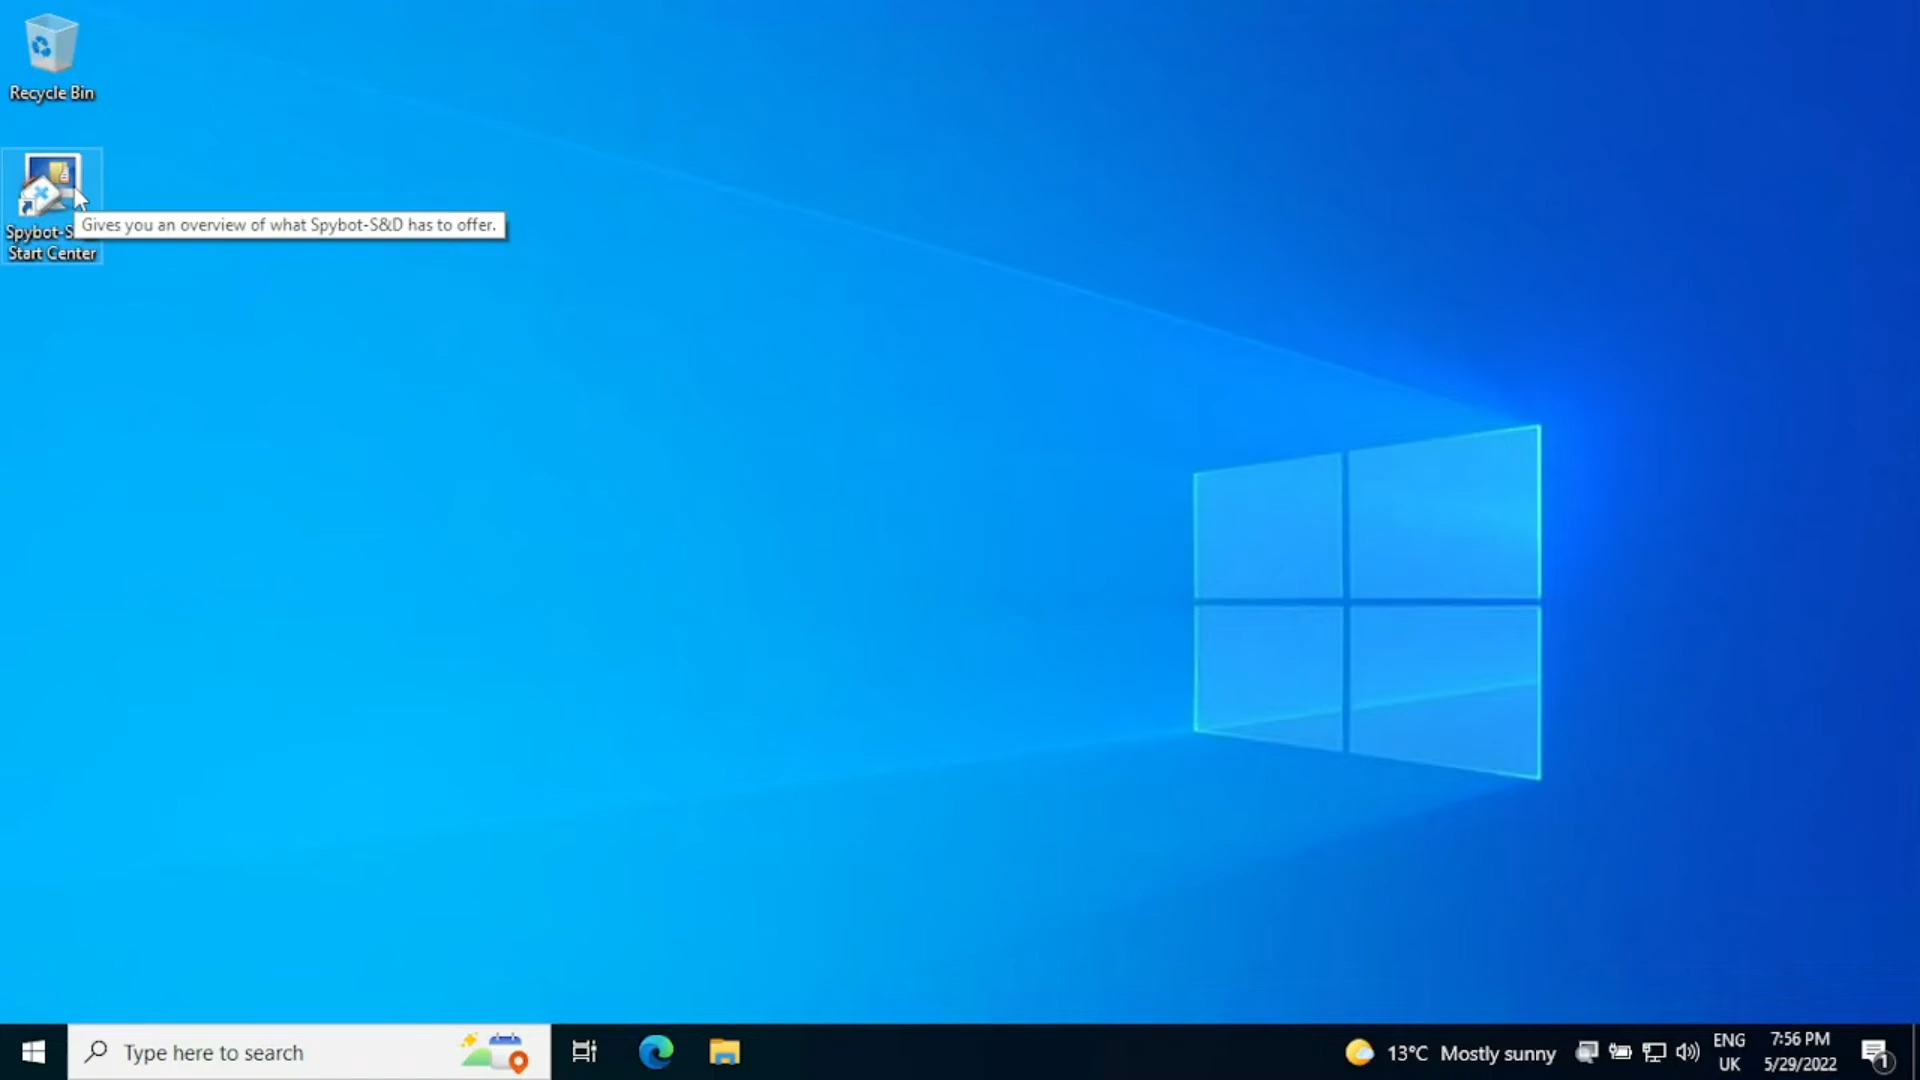 Recycle Bin
Gives you an overview of what Spybot-S&D has to offer.
Spybot-S
Start Center
Type here to search
13°C Mostly sunny
ENG
UK
7:56 PM
5/29/2022
1